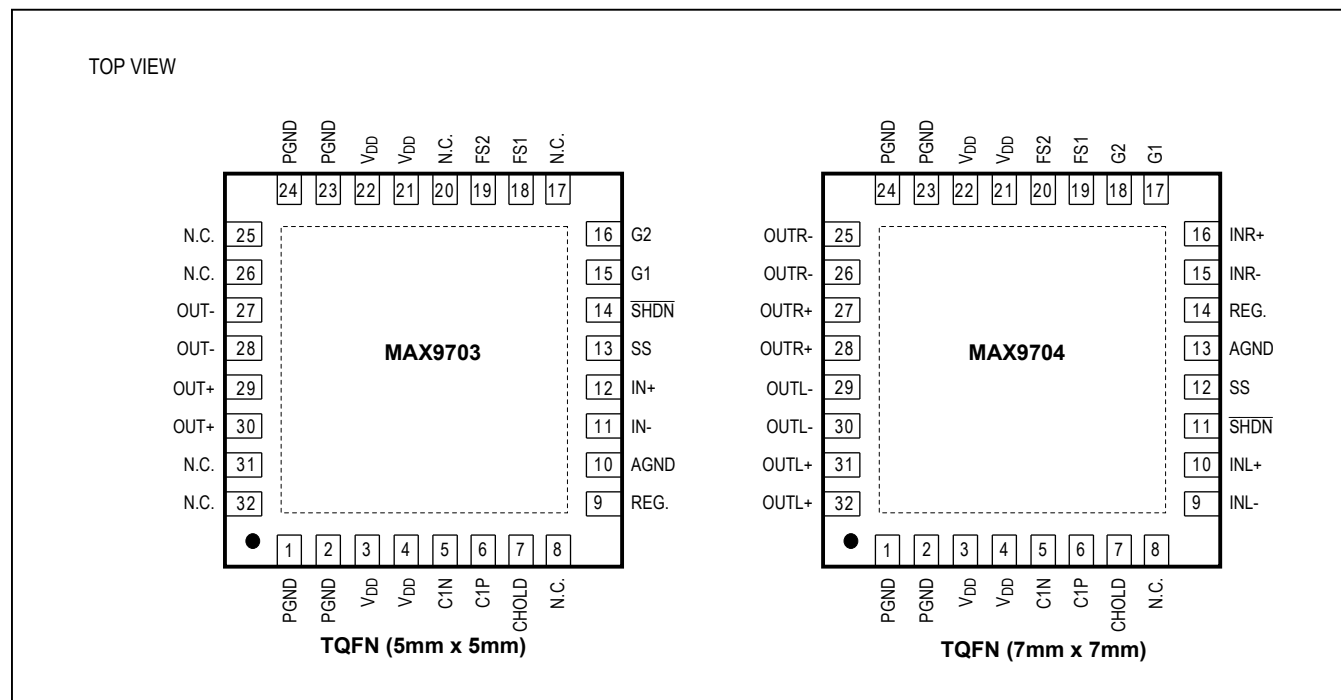 TOP VIEW
PGND PGND VDD VDD N.C. FS2 FS1 N.C.
24 23 22 21 20 19 18 17
N.C. 25
N.C. 26
OUT- 27
OUT- 28
OUT+ 29
OUT+ 30
N.C. 31
N.C. 32
MAX9703
16 G2
15 G1
14 SHDN
13 SS
12 IN+
11 IN-
10 AGND
9 REG.
1 2 3 4 5 6 7 8
PGND PGND VDD VDD C1N C1P CHOLD N.C.
TQFN (5mm x 5mm)
PGND PGND VDD VDD FS2 FS1 G2 G1
24 23 22 21 20 19 18 17
OUTR- 25
OUTR- 26
OUTR+ 27
OUTR+ 28
OUTL- 29
OUTL- 30
OUTL+ 31
OUTL+ 32
MAX9704
16 INR+
15 INR-
14 REG.
13 AGND
12 SS
11 SHDN
10 INL+
9 INL-
1 2 3 4 5 6 7 8
PGND PGND VDD VDD C1N C1P CHOLD N.C.
TQFN (7mm x 7mm)